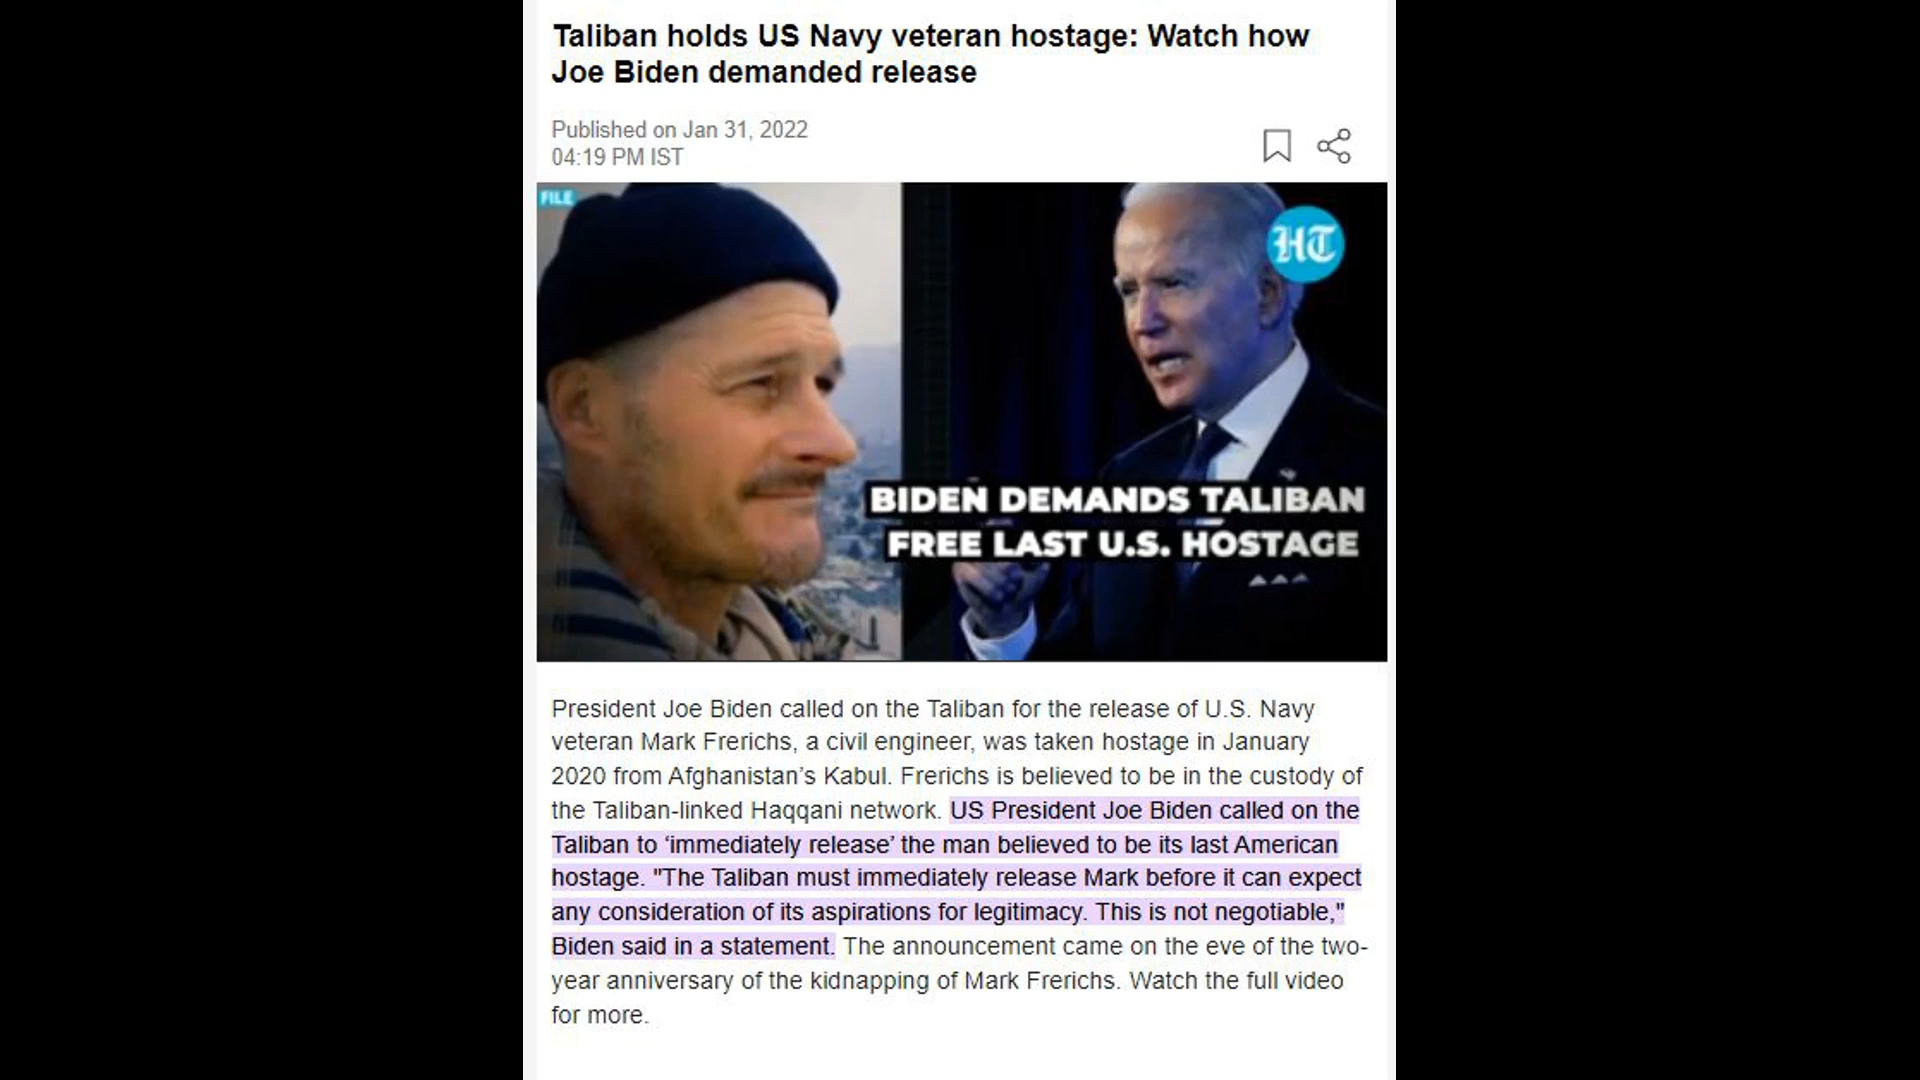 Taliban holds US Navy veteran hostage: Watch how
Joe Biden demanded release
Published on Jan 31, 2022
04:19 PM IST
FILE
HT
BIDEN DEMANDS TALIBAN
FREE LAST U.S. HOSTAGE
President Joe Biden called on the Taliban for the release of U.S. Navy
veteran Mark Frerichs, a civil engineer, was taken hostage in January
2020 from Afghanistan’s Kabul. Frerichs is believed to be in the custody of
the Taliban-linked Haqqani network. US President Joe Biden called on the
Taliban to ‘immediately release’ the man believed to be its last American
hostage. "The Taliban must immediately release Mark before it can expect
any consideration of its aspirations for legitimacy. This is not negotiable,"
Biden said in a statement. The announcement came on the eve of the two-
year anniversary of the kidnapping of Mark Frerichs. Watch the full video
for more.